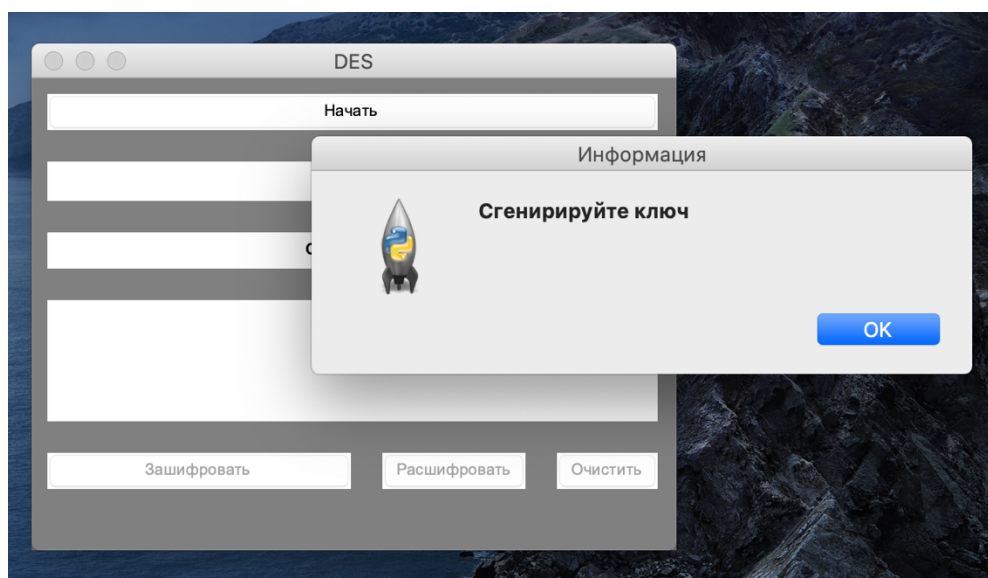 DES
Начать
Информация
Сгенирируйте ключ
OK
Зашифровать
Расшифровать
Очистить